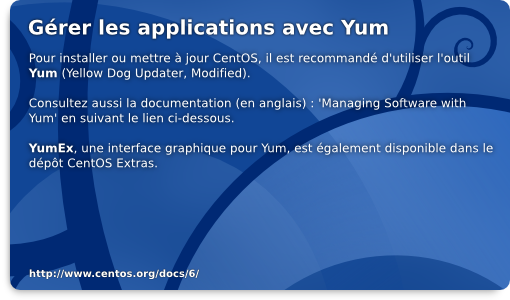 Gérer les applications avec Yum
Pour installer ou mettre à jour CentOS, il est recommandé d'utiliser l'outil
Yum (Yellow Dog Updater, Modified).
Consultez aussi la documentation (en anglais) : 'Managing Software with
Yum' en suivant le lien ci-dessous.
YumEx, une interface graphique pour Yum, est également disponible dans le
dépôt CentOS Extras.
http://www.centos.org/docs/6/